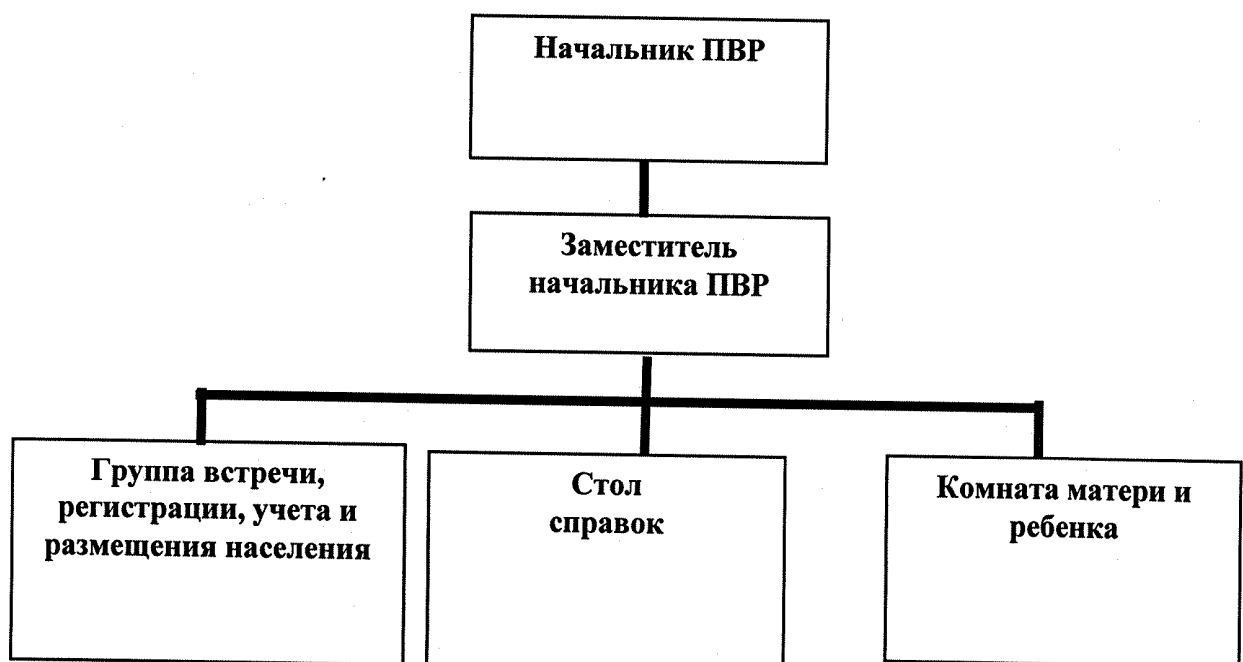 Начальник ПВР
Заместитель
начальника ПВР
Группа встречи,
регистрации, учета и
размещения населения
Стол
справок
Комната матери и
ребенка